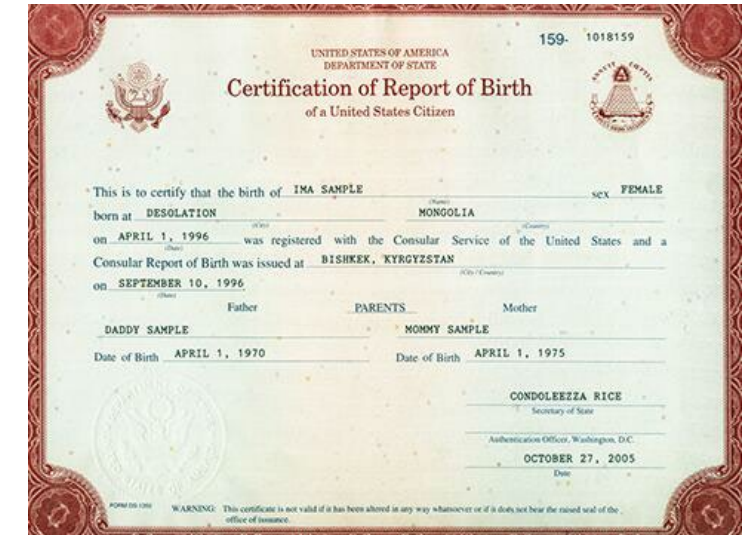 159- 1018159
UNITED STATES OF AMERICA
DEPARTMENT OF STATE
Certification of Report of Birth
of a United States Citizen
ANNUIT CŒPTIS
This is to certify that the birth of IMA SAMPLE sex FEMALE
(Name)
born at DESOLATION MONGOLIA
(City) (Country)
on APRIL 1, 1996 was registered with the Consular Service of the United States and a
(Date)
Consular Report of Birth was issued at BISHKEK, KYRGYZSTAN
(City / Country)
on SEPTEMBER 10, 1996
(Date)
Father PARENTS Mother
DADDY SAMPLE MOMMY SAMPLE
Date of Birth APRIL 1, 1970 Date of Birth APRIL 1, 1975
CONDOLEEZZA RICE
Secretary of State
Authentication Officer, Washington, D.C.
OCTOBER 27, 2005
Date
FORM DS-1350 WARNING: This certificate is not valid if it has been altered in any way whatsoever or if it does not bear the raised seal of the
office of issuance.